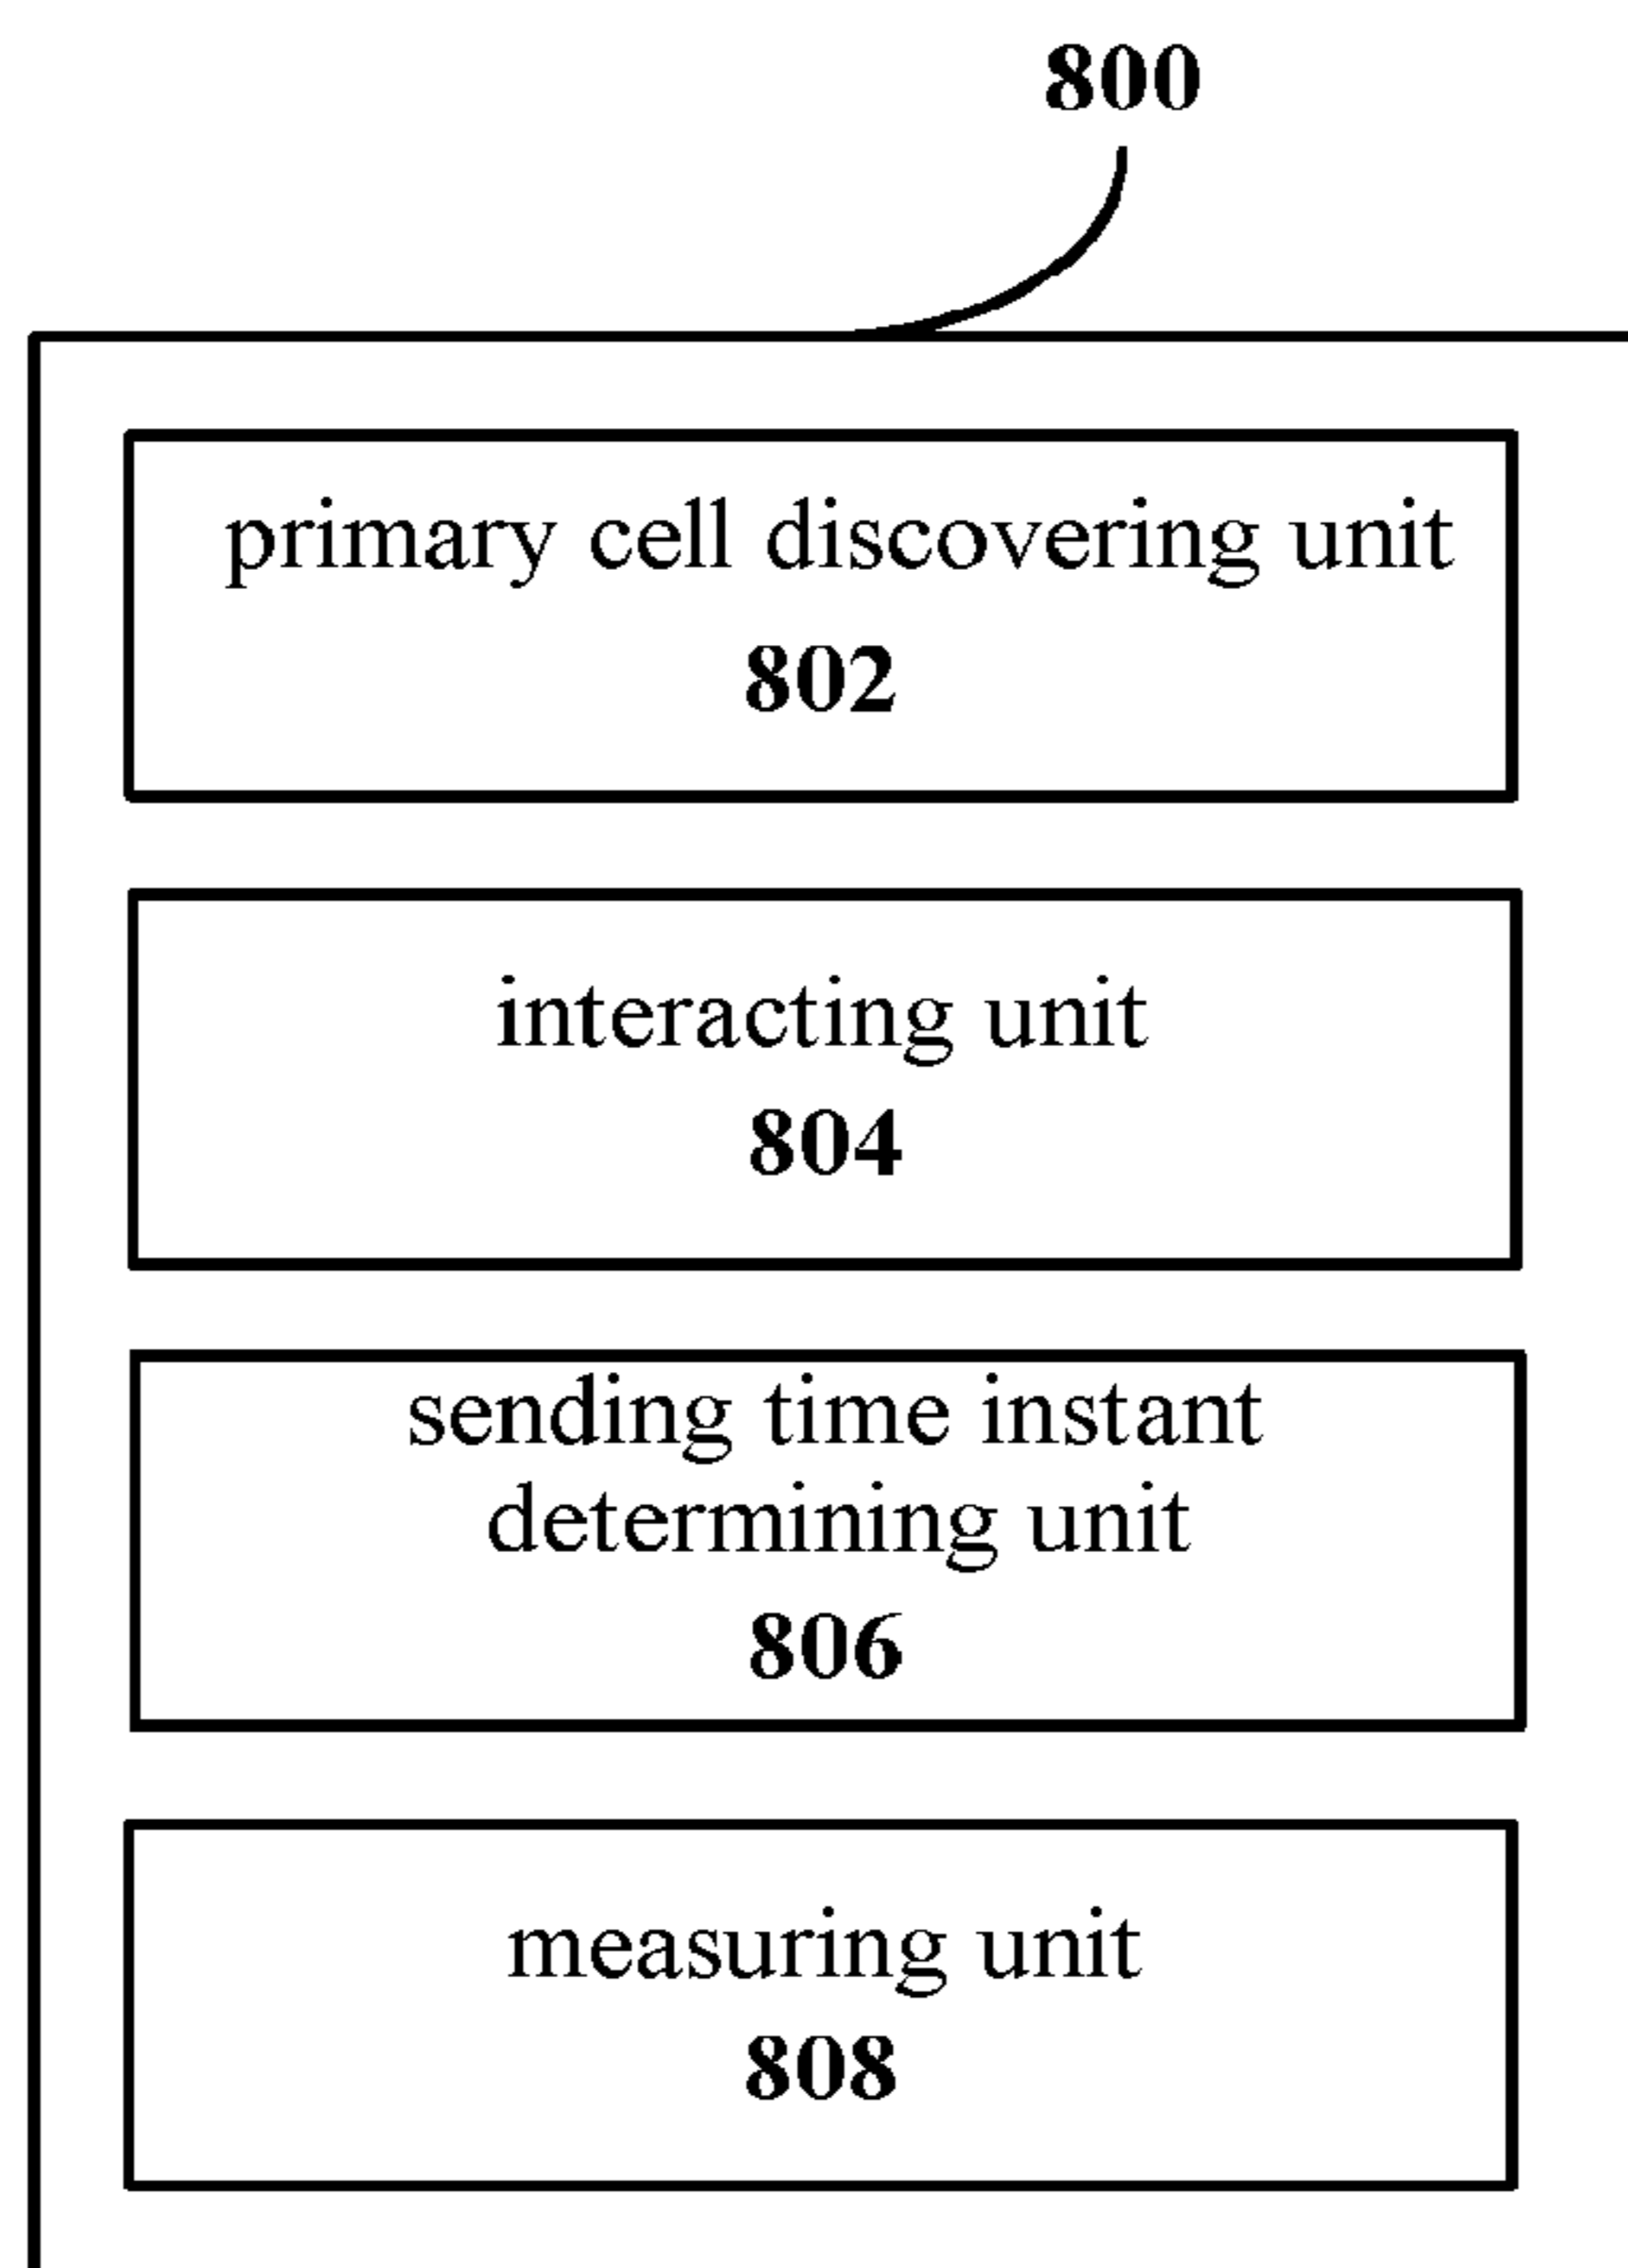 800
primary cell discovering unit
802
interacting unit
804
sending time instant
determining unit
806
measuring unit
808